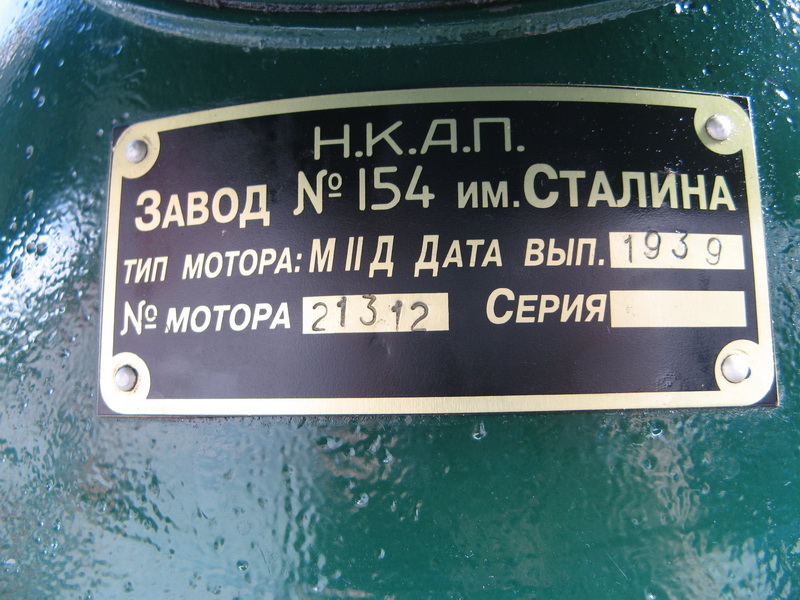 Н.К.А.П.
ЗАВОД № 154 ИМ. СТАЛИНА
ТИП МОТОРА: М II Д ДАТА ВЫП. 1939
№ МОТОРА 21312 СЕРИЯ